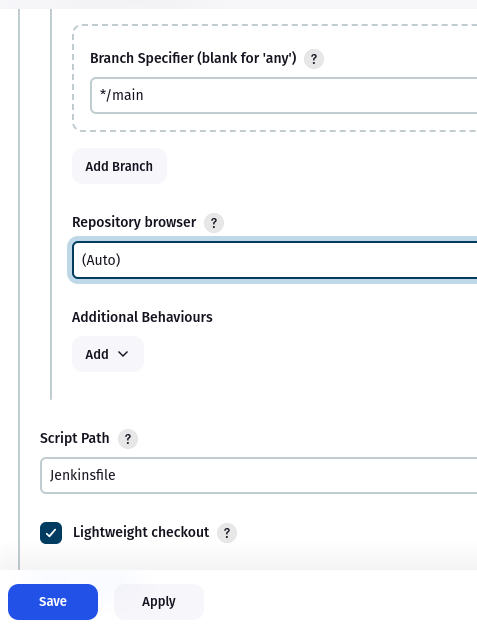 Branch Specifier (blank for 'any') ?
*/main
Add Branch
Repository browser ?
(Auto)
Additional Behaviours
Add
Script Path ?
Jenkinsfile
Lightweight checkout ?
Save Apply